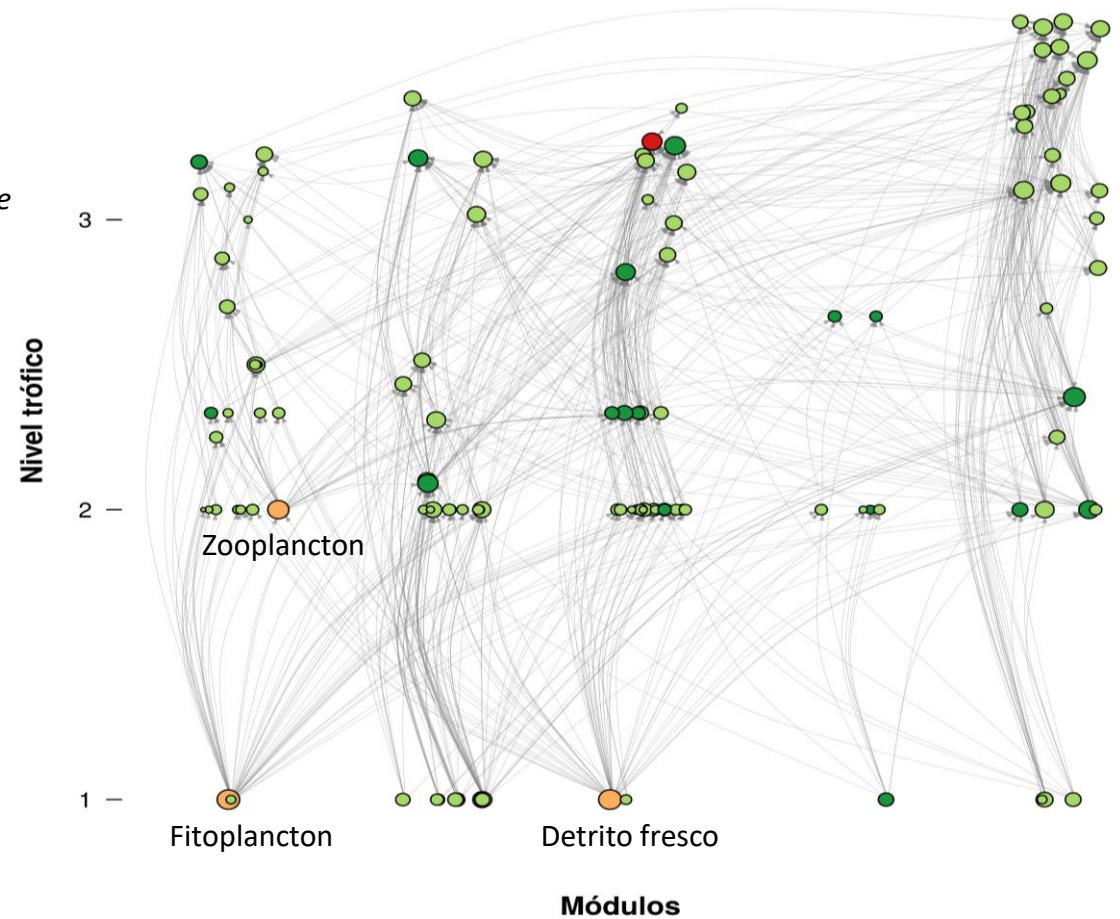 e
3
Nivel trófico
2
Zooplancton
1
Fitoplancton
Detrito fresco
Módulos